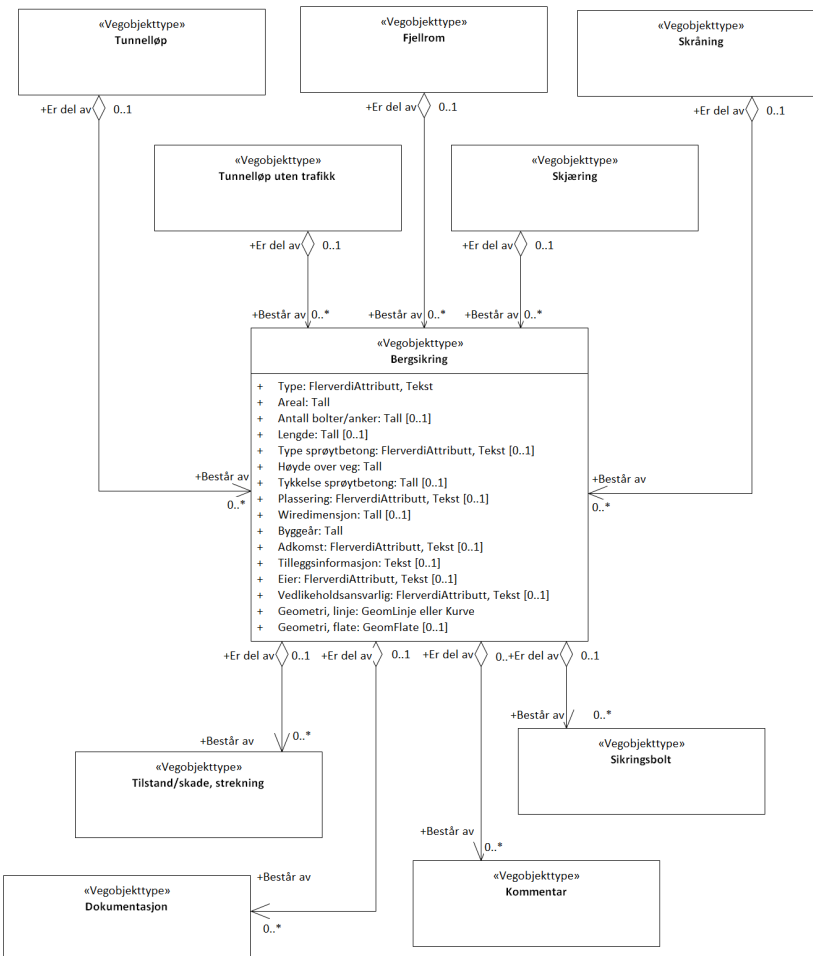 «Vegobjekttype»
Tunnelløp
«Vegobjekttype»
Fjellrom
«Vegobjekttype»
Skråning
+Er del av 0..1
+Er del av 0..1
+Er del av 0..1
«Vegobjekttype»
Tunnelløp uten trafikk
«Vegobjekttype»
Skjæring
+Er del av 0..1
+Er del av 0..1
+Består av 0..*
+Består av 0..*
+Består av 0..*
«Vegobjekttype»
Bergsikring
+ Type: FlerverdiAttributt, Tekst
+ Areal: Tall
+ Antall bolter/anker: Tall [0..1]
+ Lengde: Tall [0..1]
+ Type sprøytbetong: FlerverdiAttributt, Tekst [0..1]
+ Høyde over veg: Tall
+ Tykkelse sprøytbetong: Tall [0..1]
+ Plassering: FlerverdiAttributt, Tekst [0..1]
+ Wiredimensjon: Tall [0..1]
+ Byggeår: Tall
+ Adkomst: FlerverdiAttributt, Tekst [0..1]
+ Tilleggsinformasjon: Tekst [0..1]
+ Eier: FlerverdiAttributt, Tekst [0..1]
+ Vedlikeholdsansvarlig: FlerverdiAttributt, Tekst [0..1]
+ Geometri, linje: GeomLinje eller Kurve
+ Geometri, flate: GeomFlate [0..1]
+Består av
0..*
+Består av
0..*
+Er del av 0..1
+Er del av 0..1
+Er del av 0..
+Er del av 0..1
+Består av 0..*
«Vegobjekttype»
Tilstand/skade, strekning
+Består av 0..*
«Vegobjekttype»
Sikringsbolt
+Består av
0..*
«Vegobjekttype»
Kommentar
+Består av
0..*
«Vegobjekttype»
Dokumentasjon